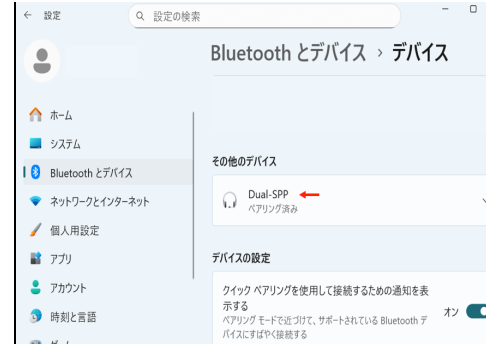 設定
設定の検索
Bluetooth とデバイス › デバイス
ホーム
システム
Bluetooth とデバイス
ネットワークとインターネット
個人用設定
アプリ
アカウント
時刻と言語
その他のデバイス
Dual-SPP
ペアリング済み
デバイスの設定
クイック ペアリングを使用して接続するための通知を表
示する
オン
ペアリング モードで近づけて、サポートされている Bluetooth デ
バイスにすばやく接続する